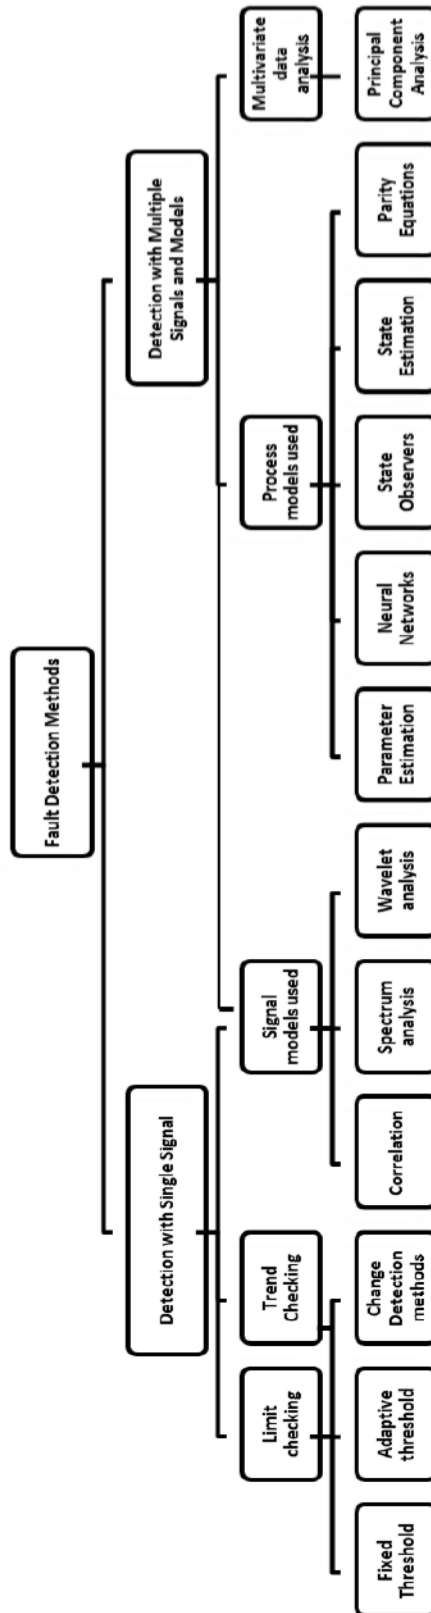 Fault Detection Methods
Detection with Single Signal
Detection with Multiple
Signals and Models
Limit
checking
Trend
Checking
Signal
models used
Process
models used
Multivariate
data
analysis
Fixed
Threshold
Adaptive
threshold
Change
Detection
methods
Correlation
Spectrum
analysis
Wavelet
analysis
Parameter
Estimation
Neural
Networks
State
Observers
State
Estimation
Parity
Equations
Principal
Component
Analysis